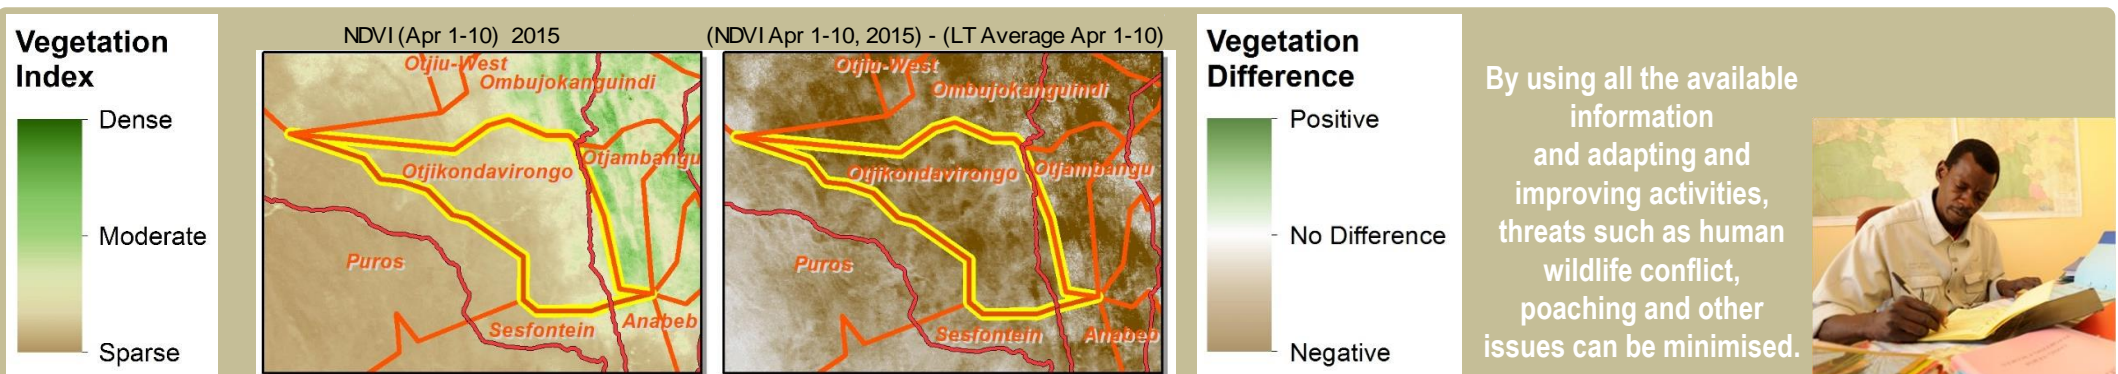 Vegetation
Index
Dense
Moderate
Sparse
NDVI (Apr 1-10) 2015
Otjiu-West
Ombujokanguindi
Otjikondavirongo
Otjambangu
Puros
Sesfontein
Anabeb
(NDVI Apr 1-10, 2015) - (LT Average Apr 1-10)
Otjiu-West
Ombujokanguindi
Otjikondavirongo
Otjambangu
Puros
Sesfontein
Anabeb
Vegetation
Difference
Positive
No Difference
Negative
By using all the available
information
and adapting and
improving activities,
threats such as human
wildlife conflict,
poaching and other
issues can be minimised.